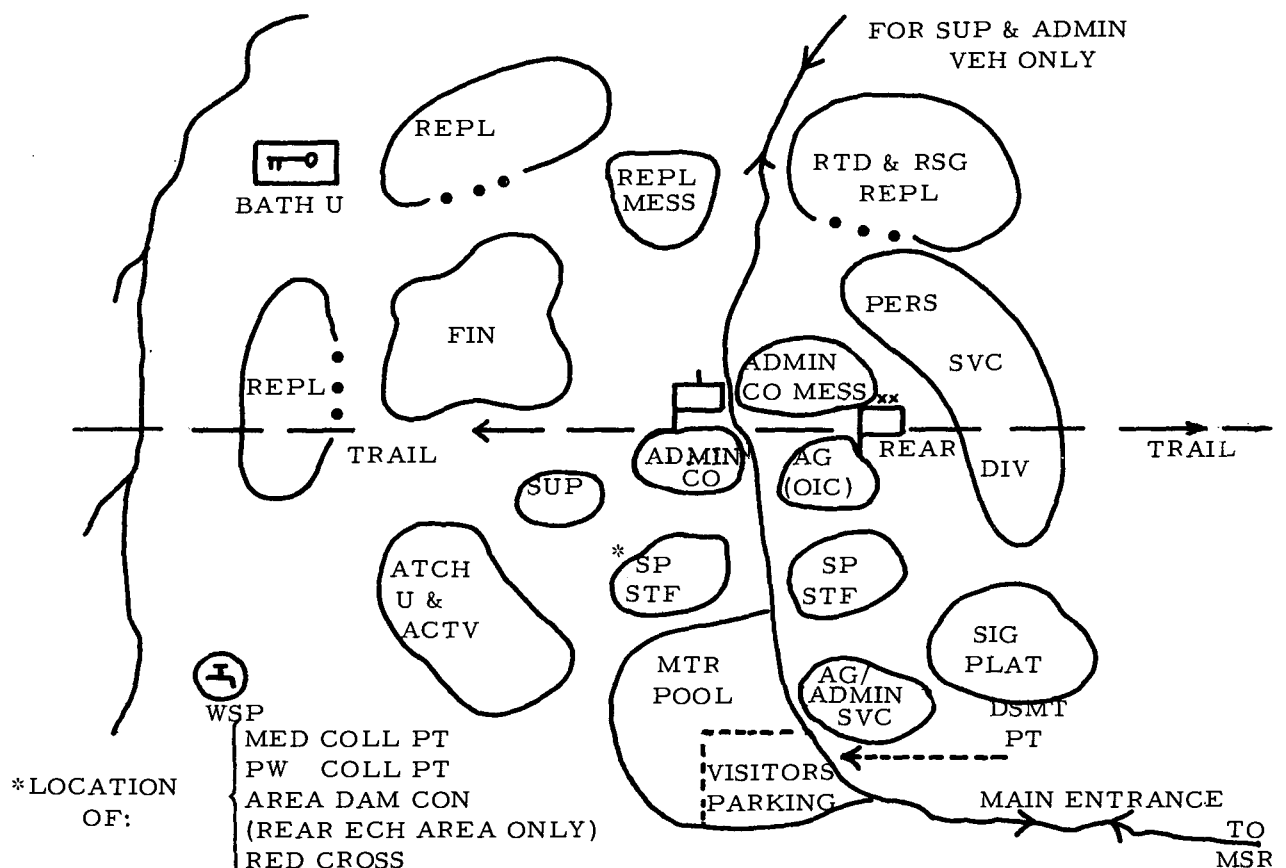 FOR SUP & ADMIN
VEH ONLY
REPL
BATH U
REPL
MESS
RTD & RSG
REPL
PERS
SVC
DIV
FIN
REPL
ADMIN
CO MESS
xx
TRAIL
REAR
TRAIL
ADMIN
CO
AG
(OIC)
SUP
* SP
STF
SP
STF
ATCH
U &
ACTV
SIG
PLAT
MTR
POOL
AG/
ADMIN
SVC
DSMT
PT
WSP
VISITORS
PARKING
MAIN ENTRANCE
TO
MSR
*LOCATION
OF:
MED COLL PT
PW COLL PT
AREA DAM CON
(REAR ECH AREA ONLY)
RED CROSS